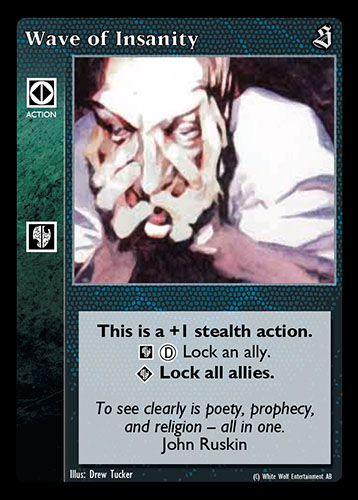 Wave of Insanity
ACTION
This is a +1 stealth action.
D Lock an ally.
Lock all allies.
To see clearly is poetry, prophecy,
and religion – all in one.
John Ruskin
Illus: Drew Tucker
(C) White Wolf Entertainment AB